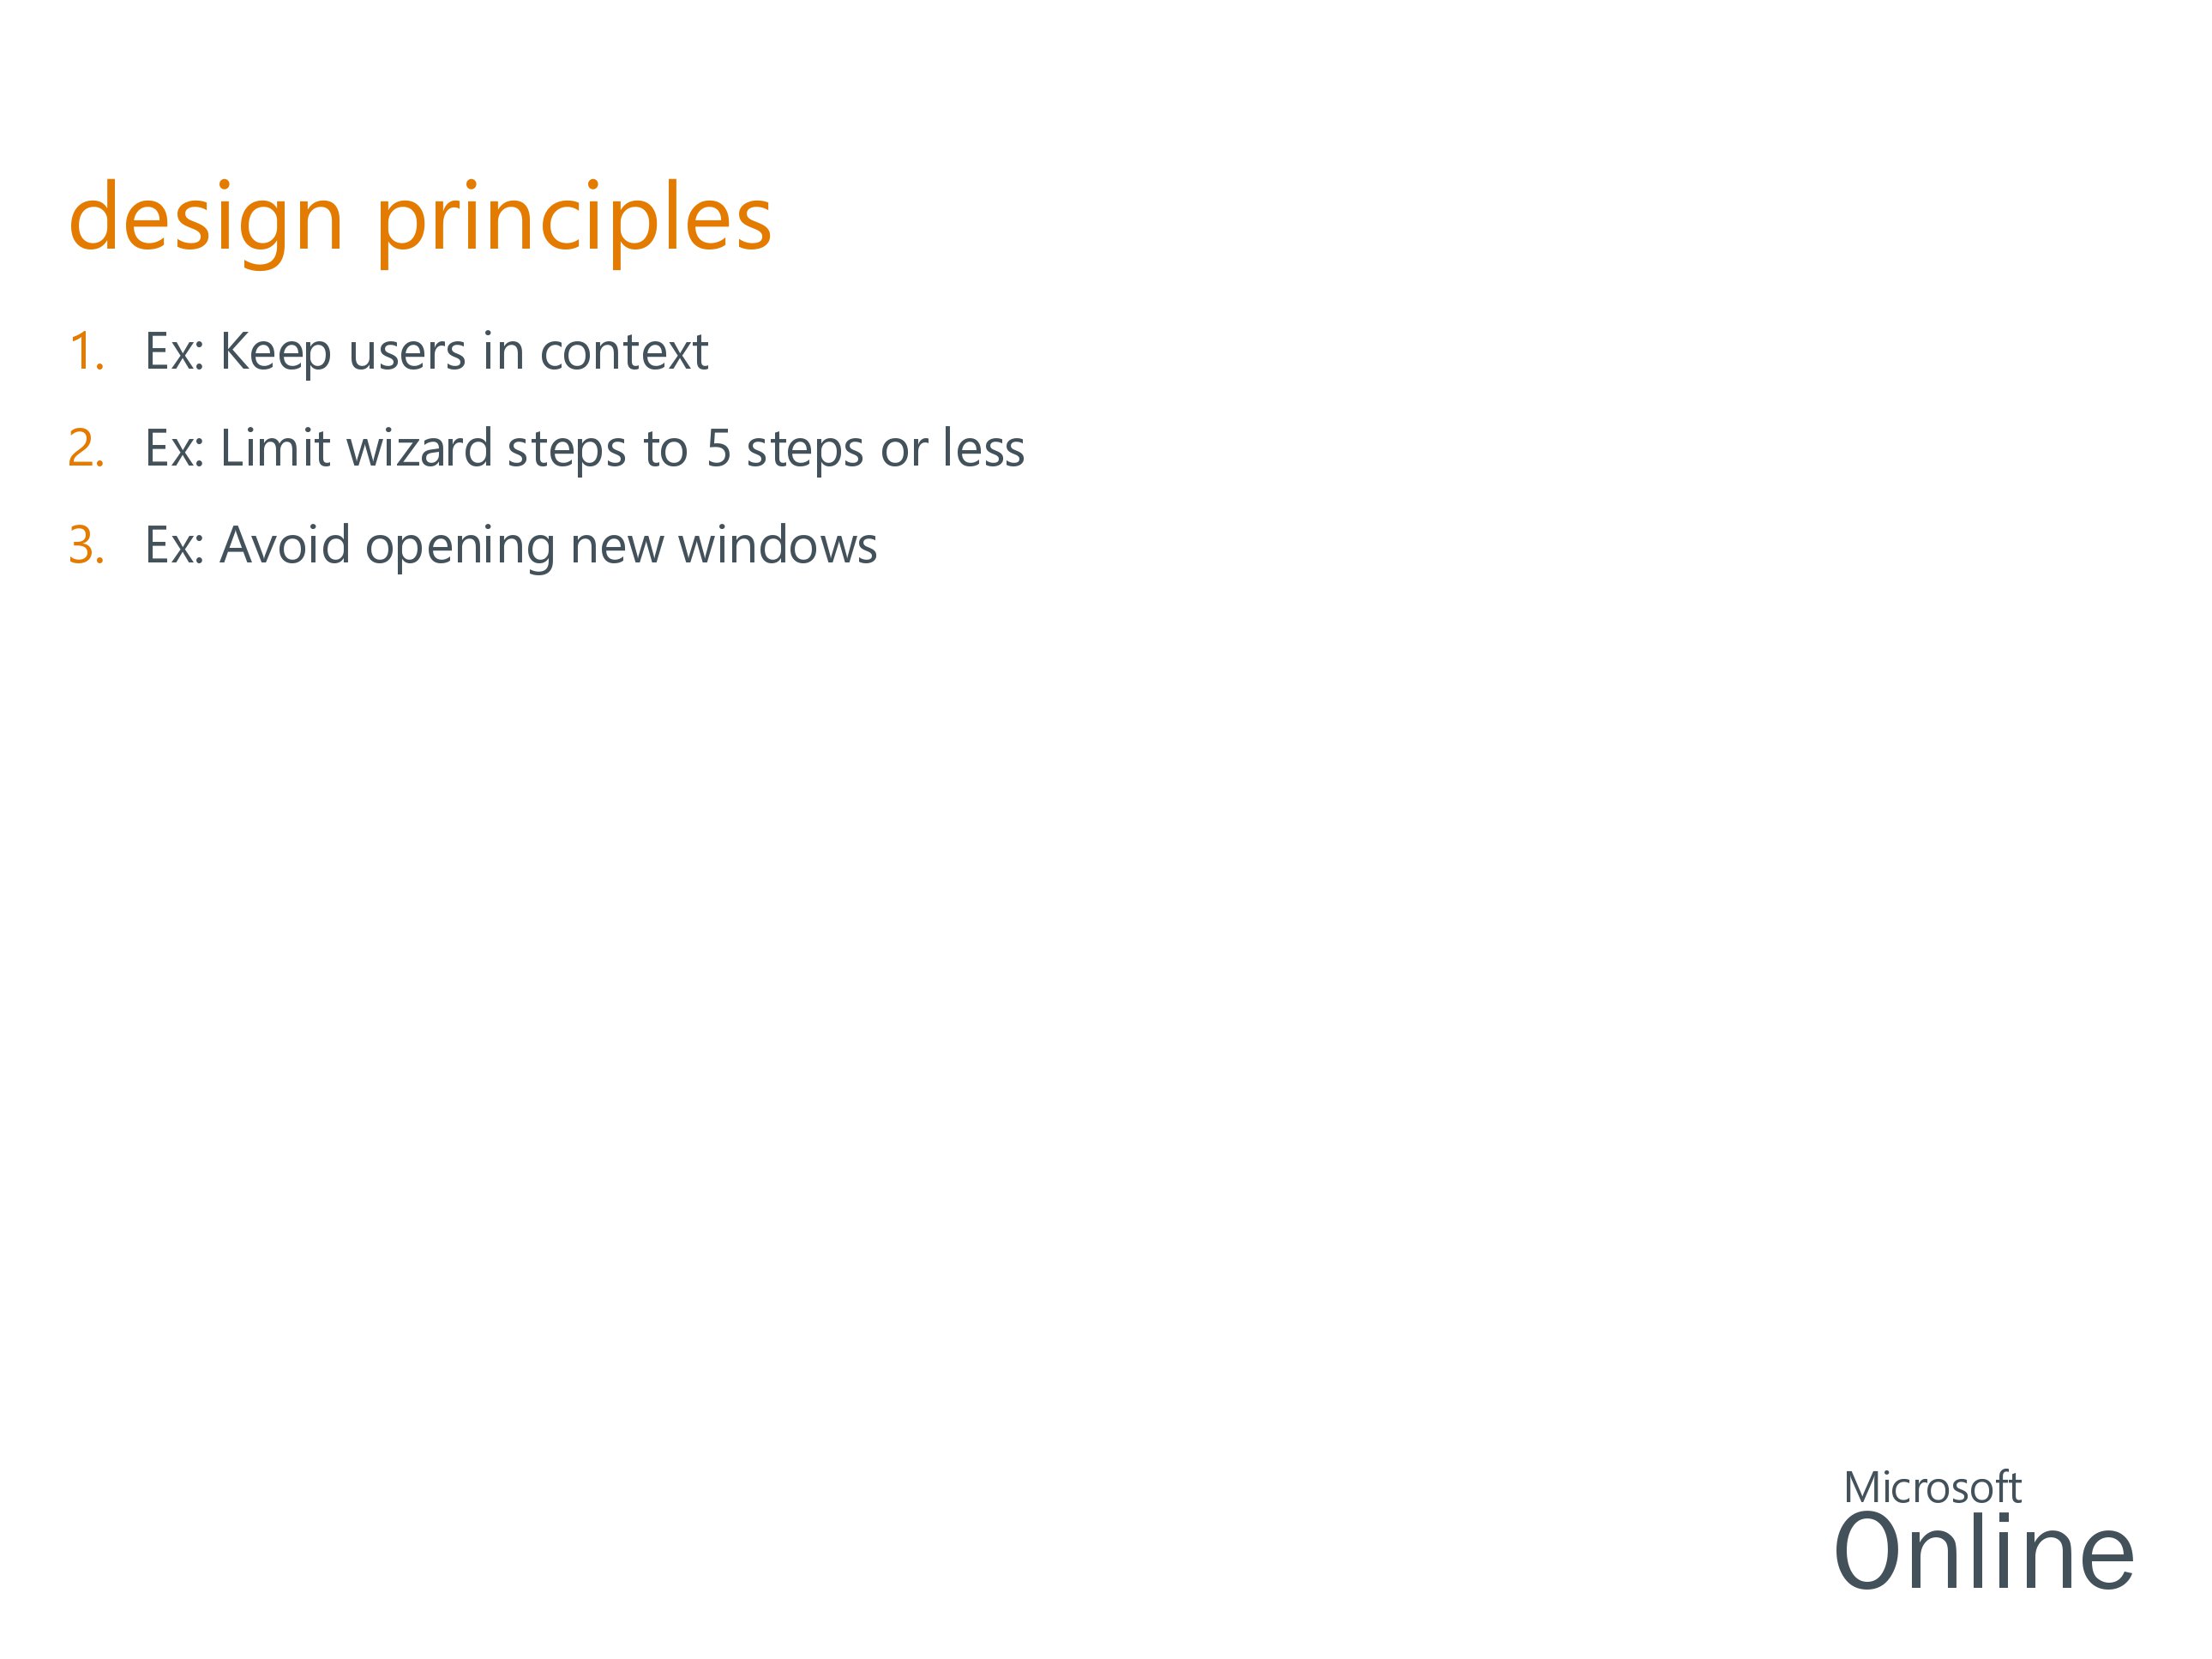 design principles
1. Ex: Keep users in context
2. Ex: Limit wizard steps to 5 steps or less
3. Ex: Avoid opening new windows
Microsoft
Online